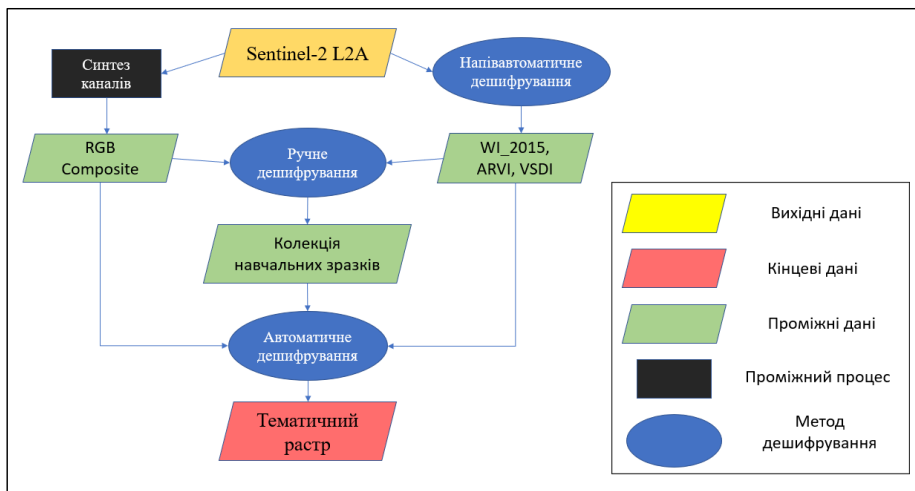 Sentinel-2 L2A
Синтез
каналів
Напівавтоматичне
дешифрування
RGB
Composite
Ручне
дешифрування
WI_2015,
ARVI, VSDI
Колекція
навчальних зразків
Автоматичне
дешифрування
Тематичний
растр
Вихідні дані
Кінцеві дані
Проміжні дані
Проміжний процес
Метод
дешифрування